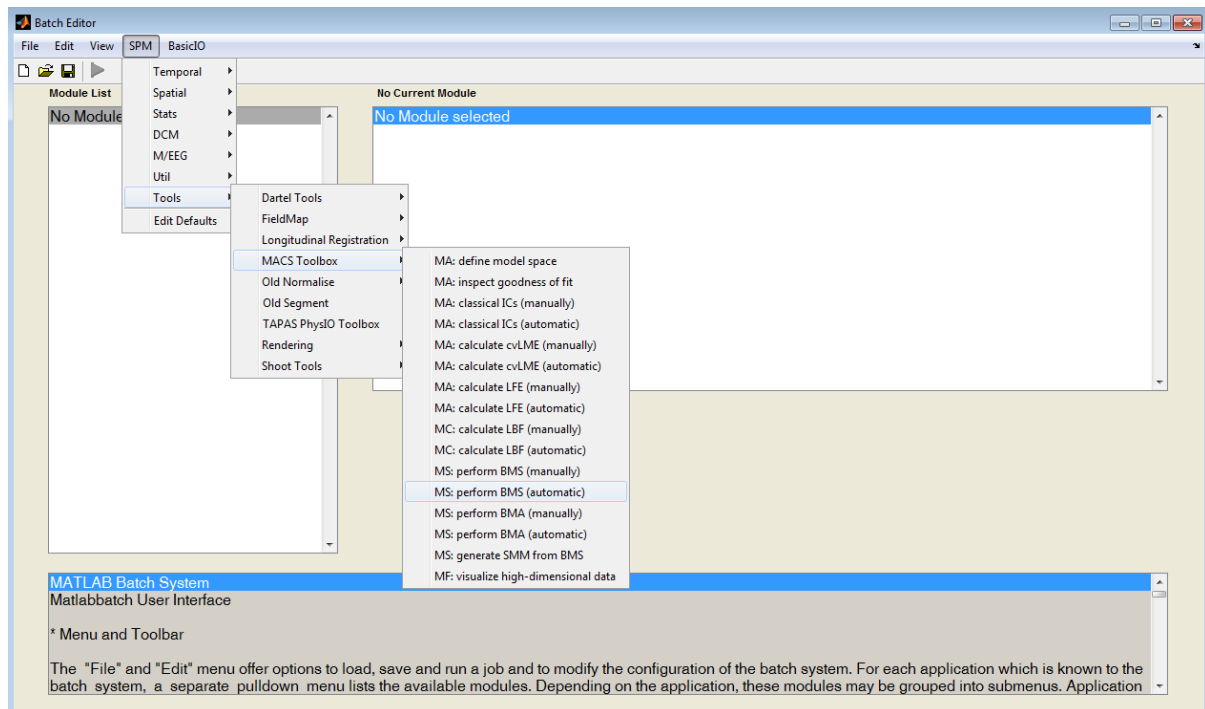 Batch Editor
File Edit View SPM BasicIO
Module List
No Current Module
No Module
No Module selected
Temporal
Spatial
Stats
DCM
M/EEG
Util
Tools
Edit Defaults
Dartel Tools
FieldMap
Longitudinal Registration
MACS Toolbox
Old Normalise
Old Segment
TAPAS PhysIO Toolbox
Rendering
Shoot Tools
MA: define model space
MA: inspect goodness of fit
MA: classical ICs (manually)
MA: classical ICs (automatic)
MA: calculate cvLME (manually)
MA: calculate cvLME (automatic)
MA: calculate LFE (manually)
MA: calculate LFE (automatic)
MC: calculate LBF (manually)
MC: calculate LBF (automatic)
MS: perform BMS (manually)
MS: perform BMS (automatic)
MS: perform BMA (manually)
MS: perform BMA (automatic)
MS: generate SMM from BMS
MF: visualize high-dimensional data
MATLAB Batch System
Matlabbatch User Interface
* Menu and Toolbar
The "File" and "Edit" menu offer options to load, save and run a job and to modify the configuration of the batch system. For each application which is known to the
batch system, a separate pulldown menu lists the available modules. Depending on the application, these modules may be grouped into submenus. Application